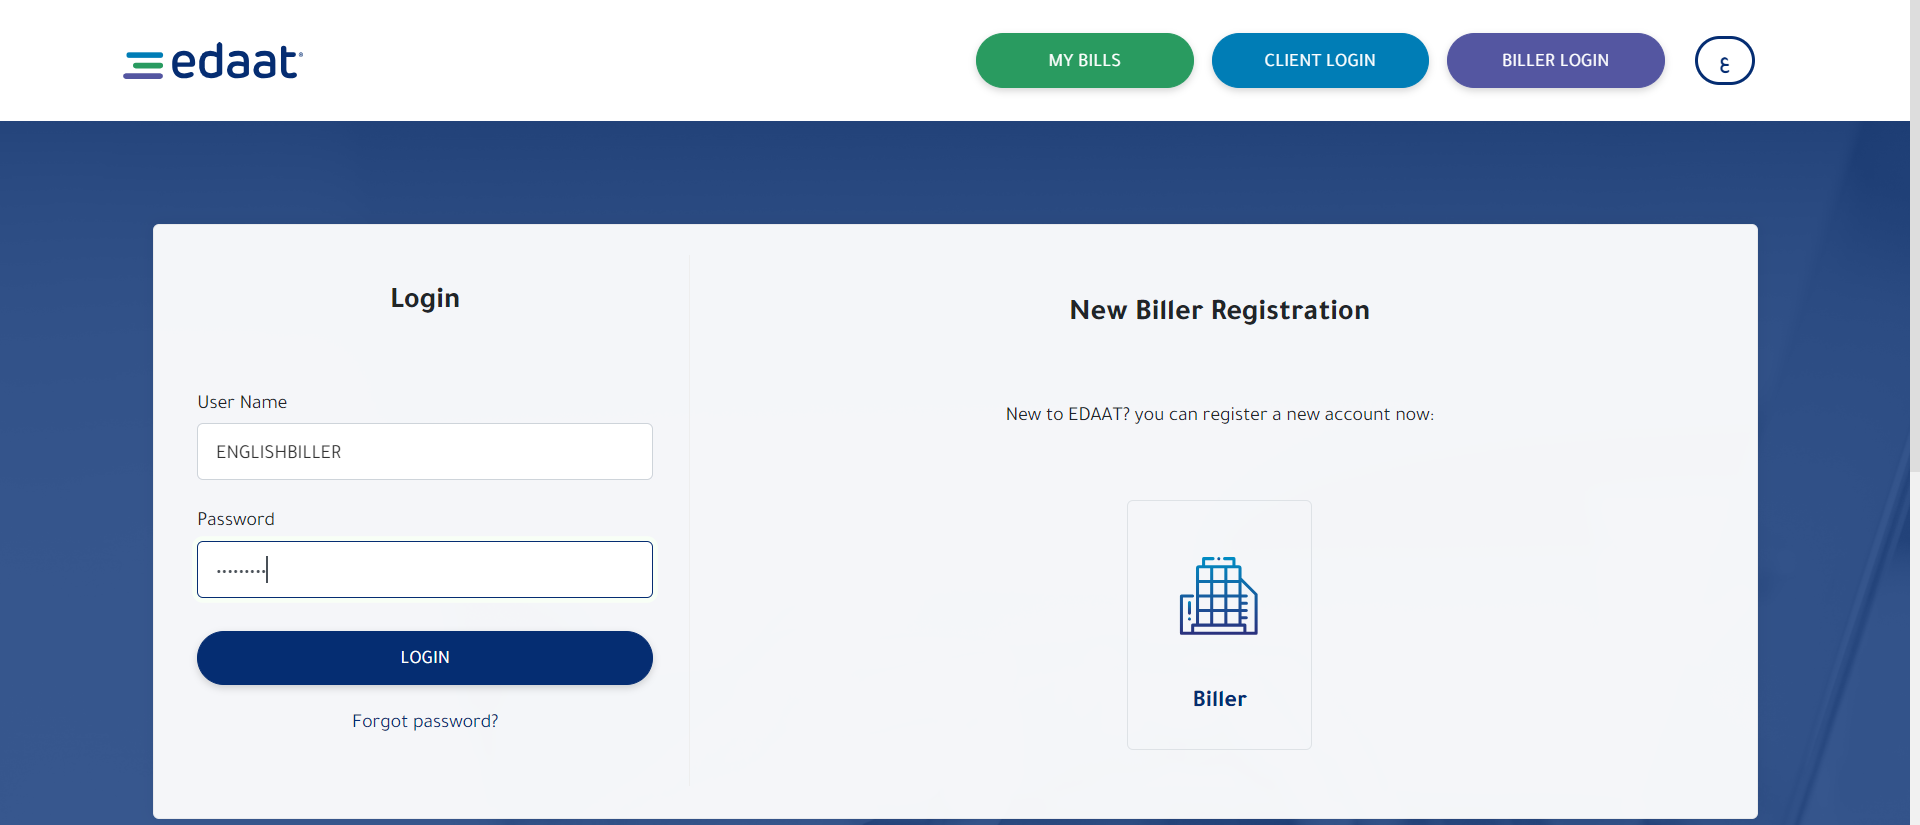 edaat
MY BILLS
CLIENT LOGIN
BILLER LOGIN
ع
Login
User Name
ENGLISHBILLER
Password
•••••••••
LOGIN
Forgot password?
New Biller Registration
New to EDAAT? you can register a new account now:
Biller